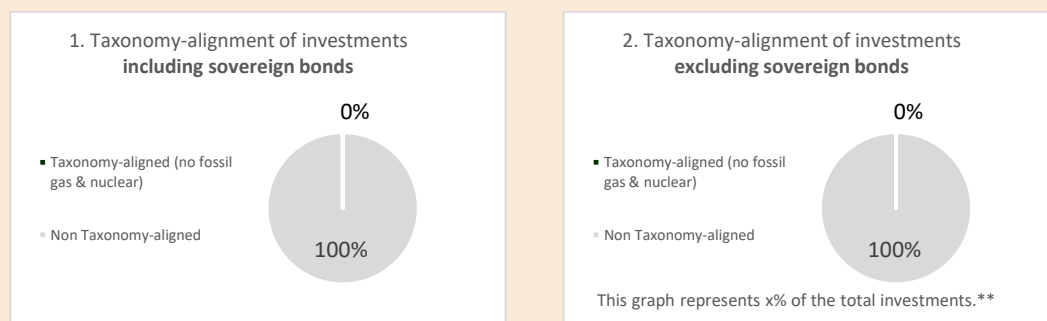 1. Taxonomy-alignment of investments
including sovereign bonds
0%
Taxonomy-aligned (no fossil
gas & nuclear)
Non Taxonomy-aligned
100%
2. Taxonomy-alignment of investments
excluding sovereign bonds
0%
Taxonomy-aligned (no fossil
gas & nuclear)
Non Taxonomy-aligned
100%
This graph represents x% of the total investments.**